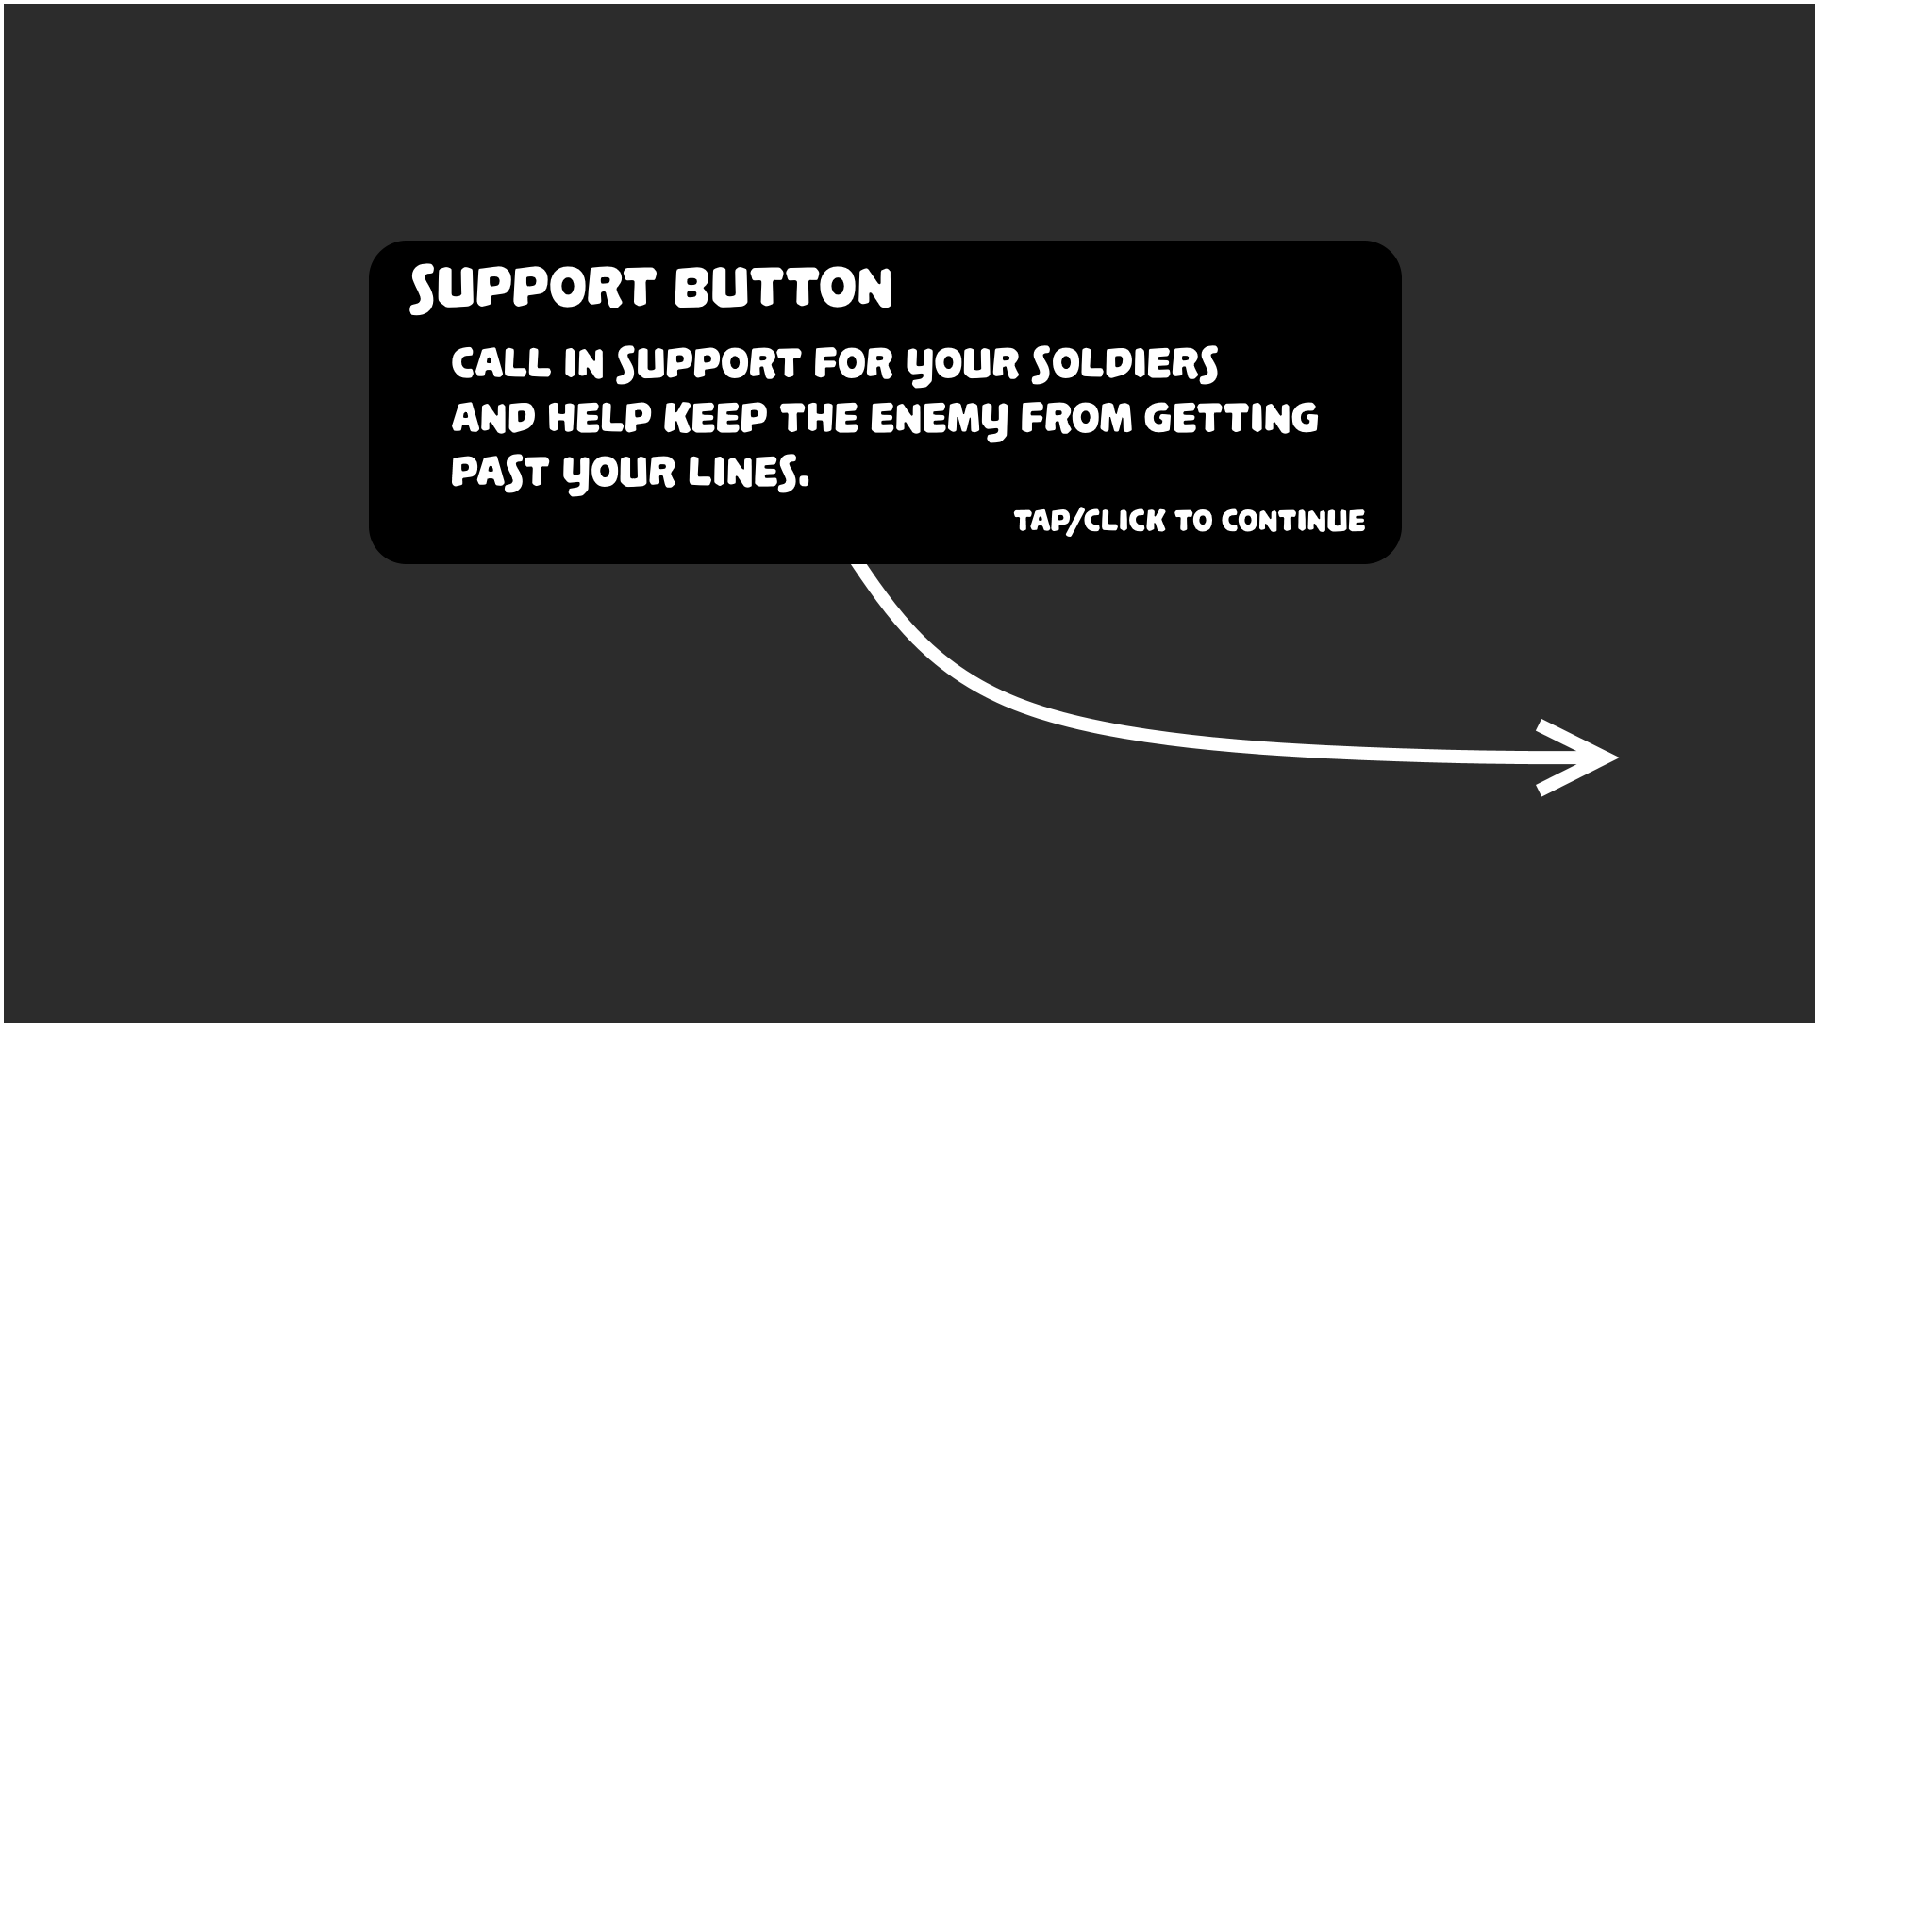 SUPPORT BUTTON
CALL IN SUPPORT FOR YOUR SOLDIERS
AND HELP KEEP THE ENEMY FROM GETTING
PAST YOUR LINES.
TAP/CLICK TO CONTINUE